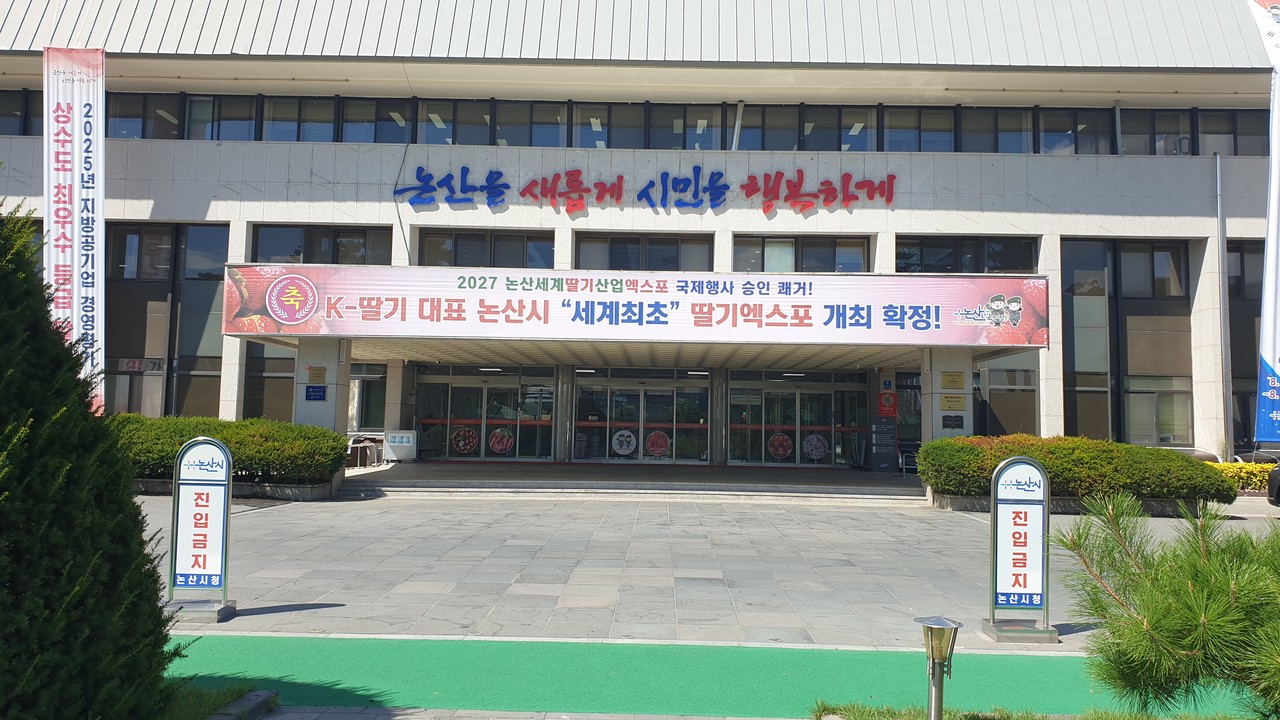 논산을 새롭게 시민을 행복하게
2027 논산세계딸기산업엑스포 국제행사 승인 쾌거!
축
K-딸기 대표 논산시 “세계최초” 딸기엑스포 개최 확정!
논산
2025년 지방공기업 경영평가
상수도 최우수 등급
논산시
진입금지
논산시청
논산시
진입금지
논산시청